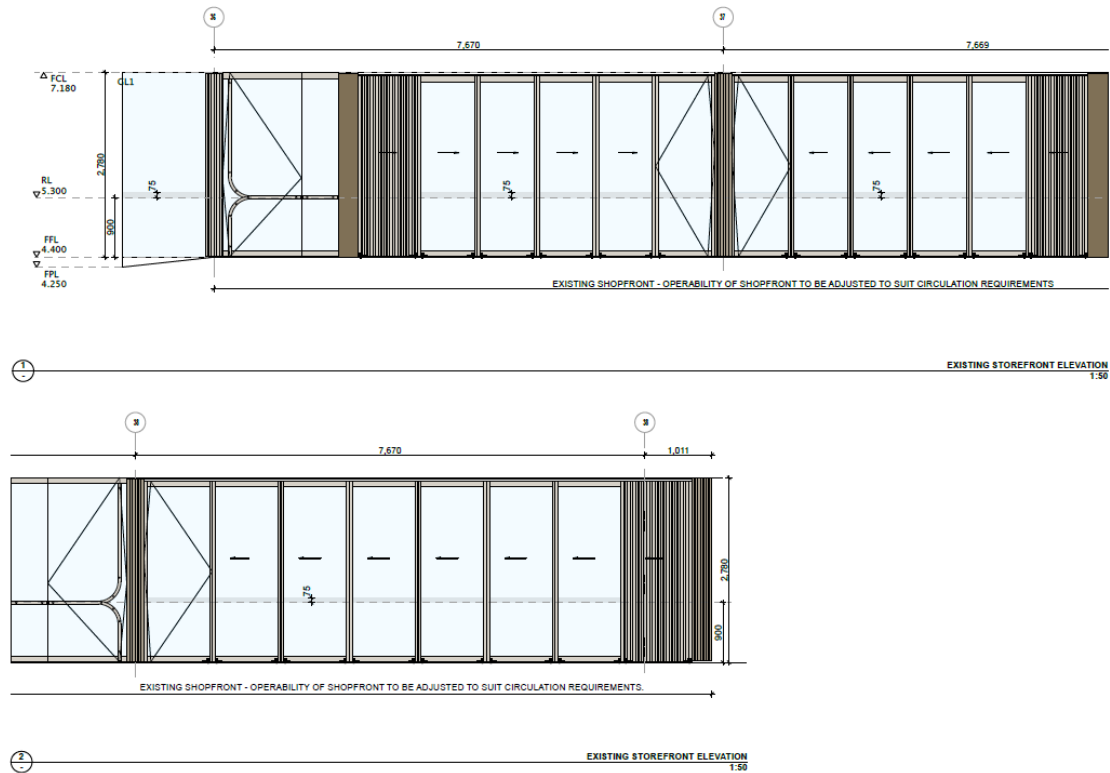 36
37
7,670
7,669
FCL
7.180
GL1
2,780
RL
5.300
75
75
75
900
FFL
4.400
FPL
4.250
EXISTING SHOPFRONT - OPERABILITY OF SHOPFRONT TO BE ADJUSTED TO SUIT CIRCULATION REQUIREMENTS
1
-
EXISTING STOREFRONT ELEVATION
1:50
38
7,670
1,011
75
2,780
900
EXISTING SHOPFRONT - OPERABILITY OF SHOPFRONT TO BE ADJUSTED TO SUIT CIRCULATION REQUIREMENTS.
2
-
EXISTING STOREFRONT ELEVATION
1:50